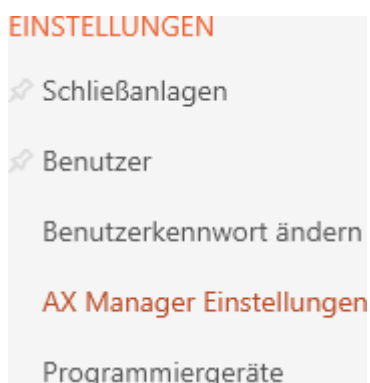 EINSTELLUNGEN
Schließanlagen
Benutzer
Benutzerkennwort ändern
AX Manager Einstellungen
Programmiergeräte